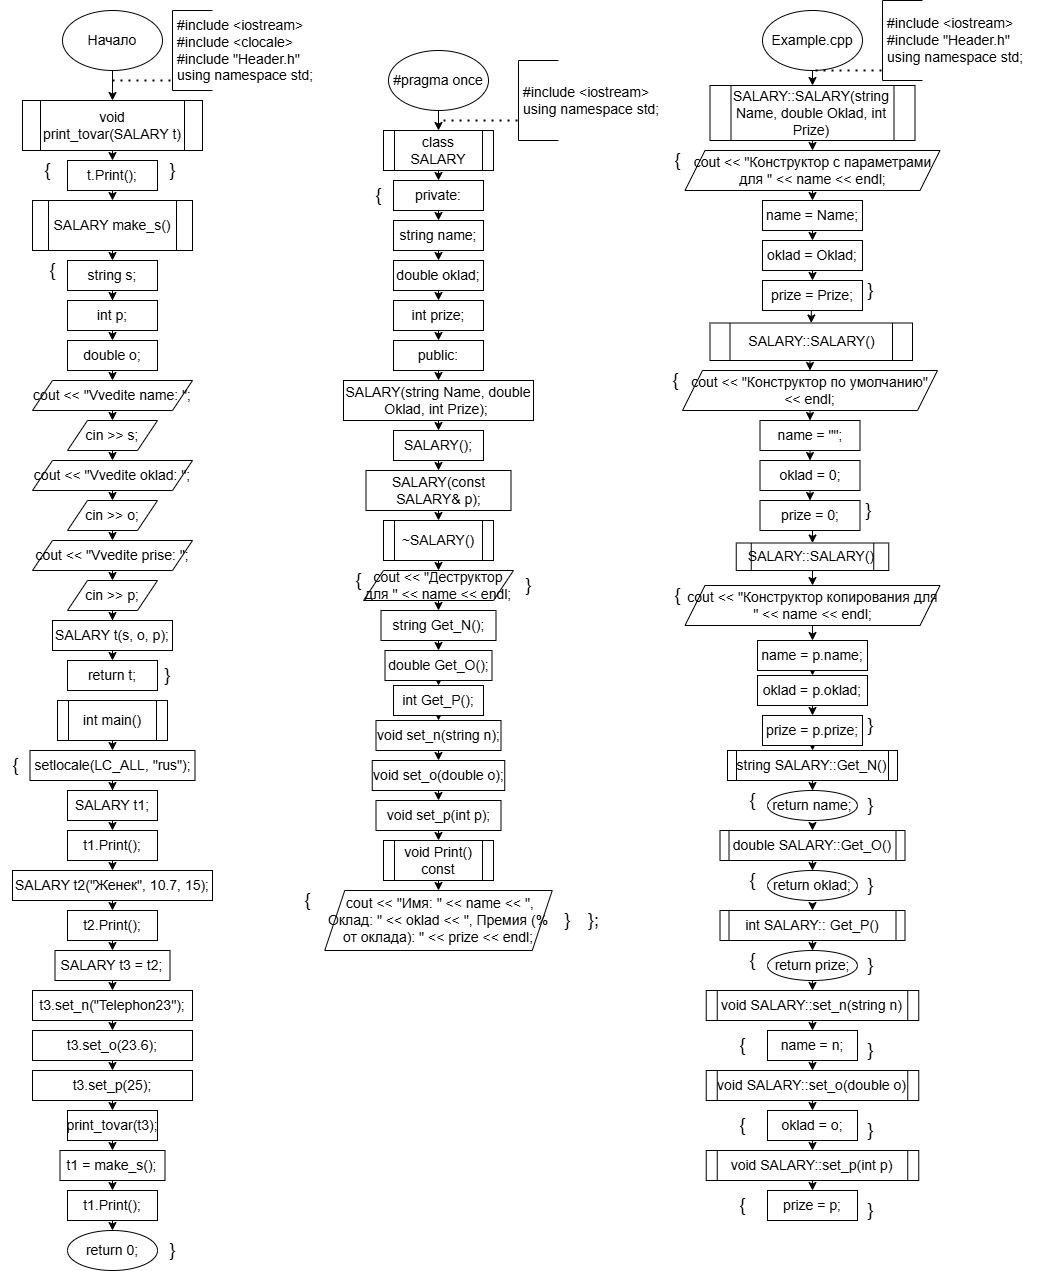 Начало
#include <iostream>
#include <clocale>
#include "Header.h"
using namespace std;
void
print_tovar(SALARY t)
{
t.Print();
}
SALARY make_s()
{
string s;
int p;
double o;
cout << "Vvedite name: ";
cin >> s;
cout << "Vvedite oklad: ";
cin >> o;
cout << "Vvedite prise: ";
cin >> p;
SALARY t(s, o, p);
return t;
}
int main()
{
setlocale(LC_ALL, "rus");
SALARY t1;
t1.Print();
SALARY t2("Женек", 10.7, 15);
t2.Print();
SALARY t3 = t2;
t3.set_n("Telephon23");
t3.set_o(23.6);
t3.set_p(25);
print_tovar(t3);
t1 = make_s();
t1.Print();
return 0;
}
#pragma once
#include <iostream>
using namespace std;
class
SALARY
{
private:
string name;
double oklad;
int prize;
public:
SALARY(string Name, double
Oklad, int Prize);
SALARY();
SALARY(const
SALARY& p);
~SALARY()
{
cout << "Деструктор
для " << name << endl;
}
string Get_N();
double Get_O();
int Get_P();
void set_n(string n);
void set_o(double o);
void set_p(int p);
void Print()
const
{
cout << "Имя: " << name << ",
Оклад: " << oklad << ", Премия (%
от оклада): " << prize << endl;
}
};
Example.cpp
#include <iostream>
#include "Header.h"
using namespace std;
SALARY::SALARY(string
Name, double Oklad, int
Prize)
{
cout << "Конструктор с параметрами
для " << name << endl;
name = Name;
oklad = Oklad;
prize = Prize;
}
SALARY::SALARY()
{
cout << "Конструктор по умолчанию"
<< endl;
name = "";
oklad = 0;
prize = 0;
}
SALARY::SALARY()
{
cout << "Конструктор копирования для
" << name << endl;
name = p.name;
oklad = p.oklad;
prize = p.prize;
}
string SALARY::Get_N()
{
return name;
}
double SALARY::Get_O()
{
return oklad;
}
int SALARY:: Get_P()
{
return prize;
}
void SALARY::set_n(string n)
{
name = n;
}
void SALARY::set_o(double o)
{
oklad = o;
}
void SALARY::set_p(int p)
{
prize = p;
}